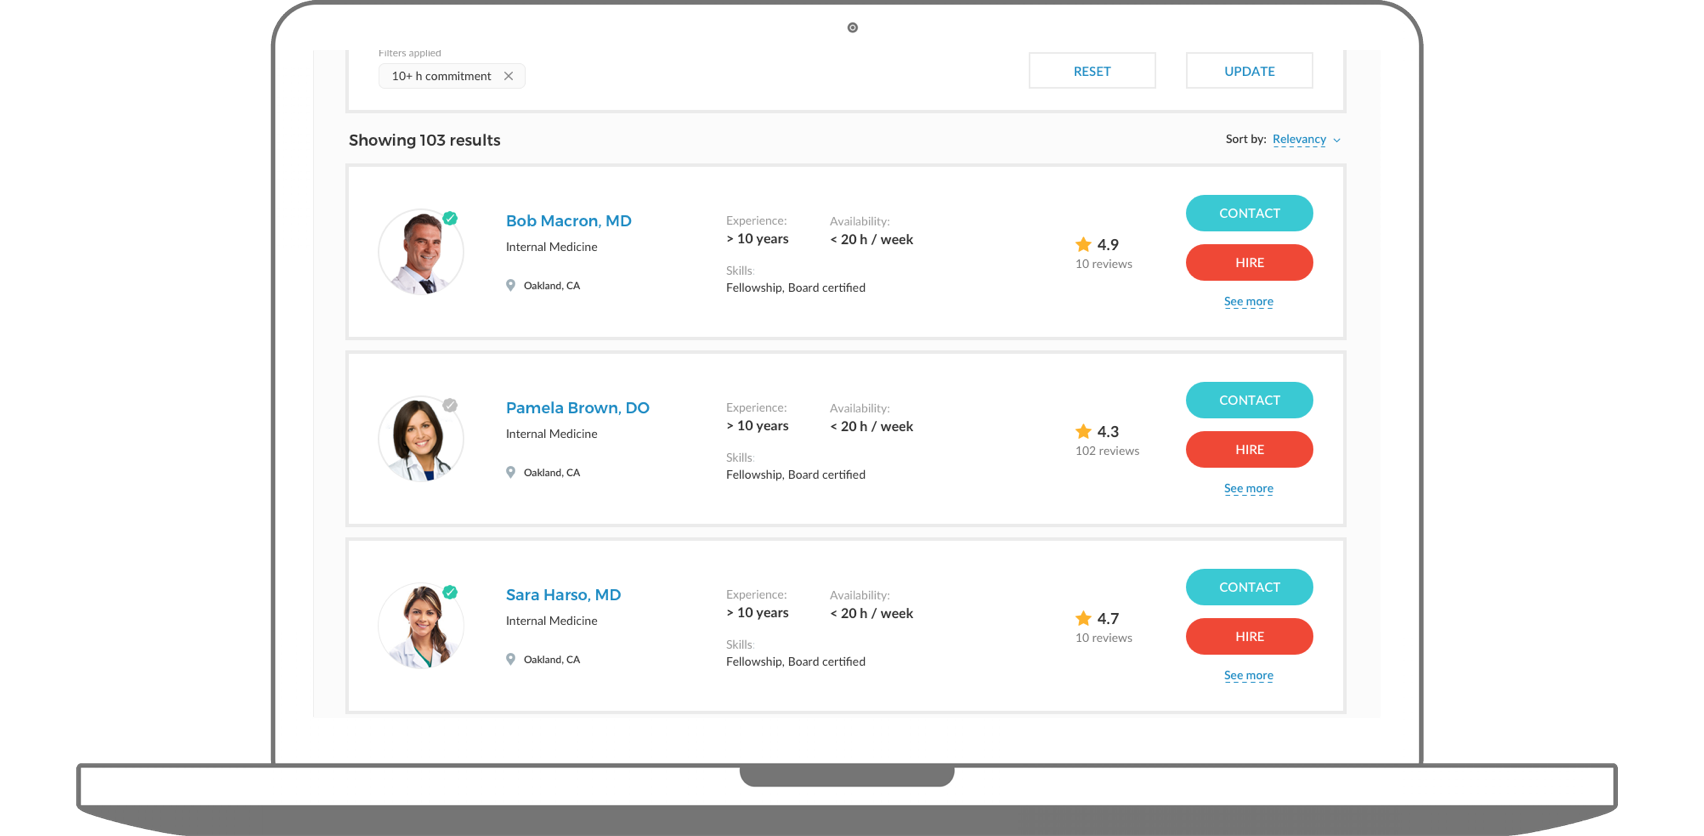 Filters applied
10+ h commitment
RESET
UPDATE
Showing 103 results
Sort by: Relevancy
Bob Macron, MD
Internal Medicine
Oakland, CA
Experience:
> 10 years
Availability:
< 20 h / week
Skills:
Fellowship, Board certified
4.9
10 reviews
CONTACT
HIRE
See more
Pamela Brown, DO
Internal Medicine
Oakland, CA
Experience:
> 10 years
Availability:
< 20 h / week
Skills:
Fellowship, Board certified
4.3
102 reviews
CONTACT
HIRE
See more
Sara Harso, MD
Internal Medicine
Oakland, CA
Experience:
> 10 years
Availability:
< 20 h / week
Skills:
Fellowship, Board certified
4.7
10 reviews
CONTACT
HIRE
See more